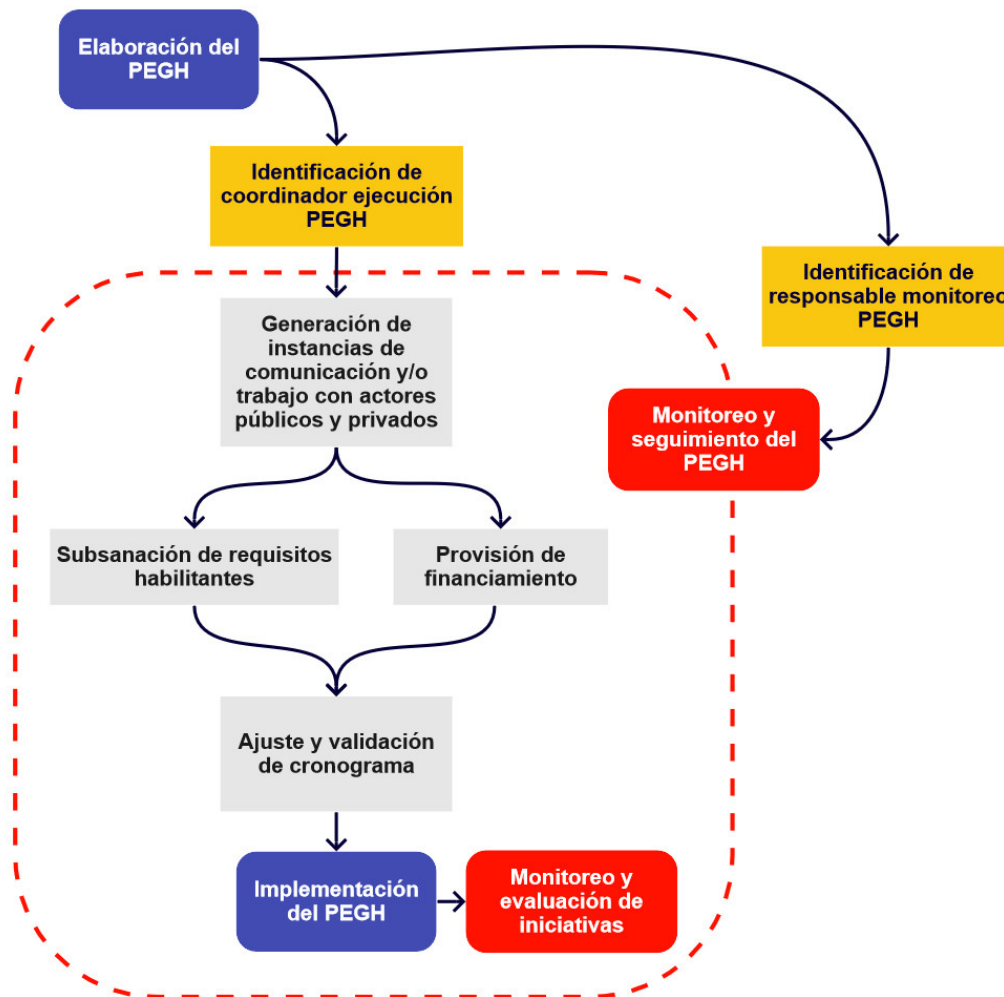 Elaboración del
PEGH
Identificación de
coordinador ejecución
PEGH
Identificación de
responsable monitoreo
PEGH
Generación de
instancias de
comunicación y/o
trabajo con actores
públicos y privados
Monitoreo y
seguimiento del
PEGH
Subsanación de requisitos
habilitantes
Provisión de
financiamiento
Ajuste y validación
de cronograma
Implementación
del PEGH
Monitoreo y
evaluación de
iniciativas